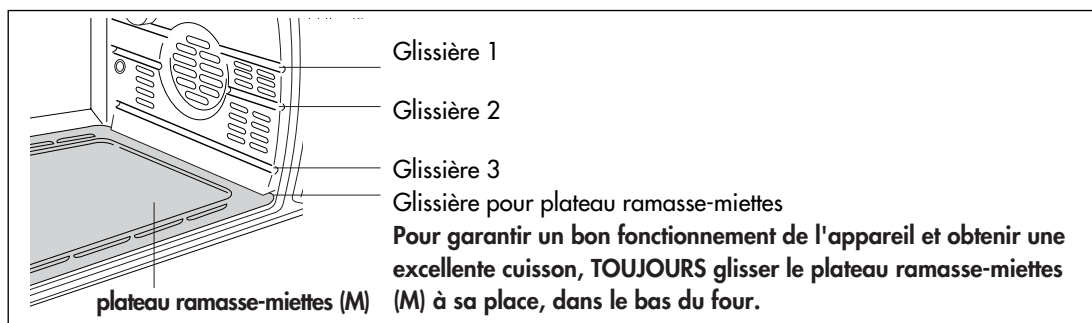 Glissière 1
Glissière 2
Glissière 3
Glissière pour plateau ramasse-miettes
Pour garantir un bon fonctionnement de l'appareil et obtenir une
excellente cuisson, TOUJOURS glisser le plateau ramasse-miettes
(M) à sa place, dans le bas du four.
plateau ramasse-miettes (M)